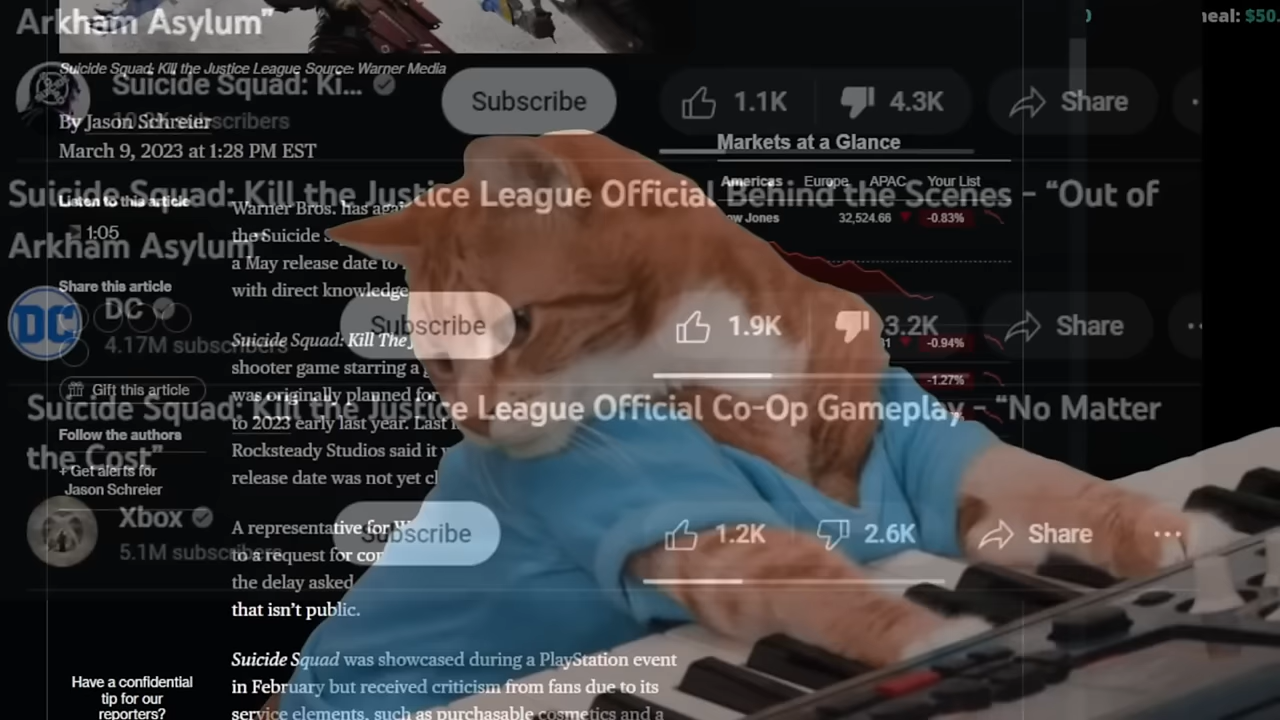 Arkham Asylum"
neal: $50
Suicide Squad: Kill the Justice League Source: Warner Media
Suicide Squad: Ki...
Subscribe
1.1K
4.3K
Share
By Jason Schreier
subscribers
March 9, 2023 at 1:28 PM EST
Markets at a Glance
Americas Europe APAC Your List
Suicide Squad: Kill the Justice League Official Behind the Scenes – "Out of
Arkham Asylum"
Listen to this article
1:05
ow Jones 32,524.66 -0.83%
Warner Bros. has agai
the Suicide S
a May release date to
with direct knowledge
Share this article
DC
DC
4.17M subscribers
Subscribe
1.9K
3.2K
Share
-0.94%
-1.27%
Suicide Squad: Kill The J
shooter game starring a
was originally planned for
to 2023 early last year. Last
Rocksteady Studios said it
release date was not yet cl
Gift this article
Suicide Squad: Kill the Justice League Official Co-Op Gameplay – "No Matter
the Cost"
Follow the authors
+ Get alerts for
Jason Schreier
Xbox
5.1M subscribers
Subscribe
1.2K
2.6K
Share
A representative for W
to a request for com
the delay asked
that isn't public.
Suicide Squad was showcased during a PlayStation event
in February but received criticism from fans due to its
service elements, such as purchasable cosmetics and a
Have a confidential
tip for our
reporters?